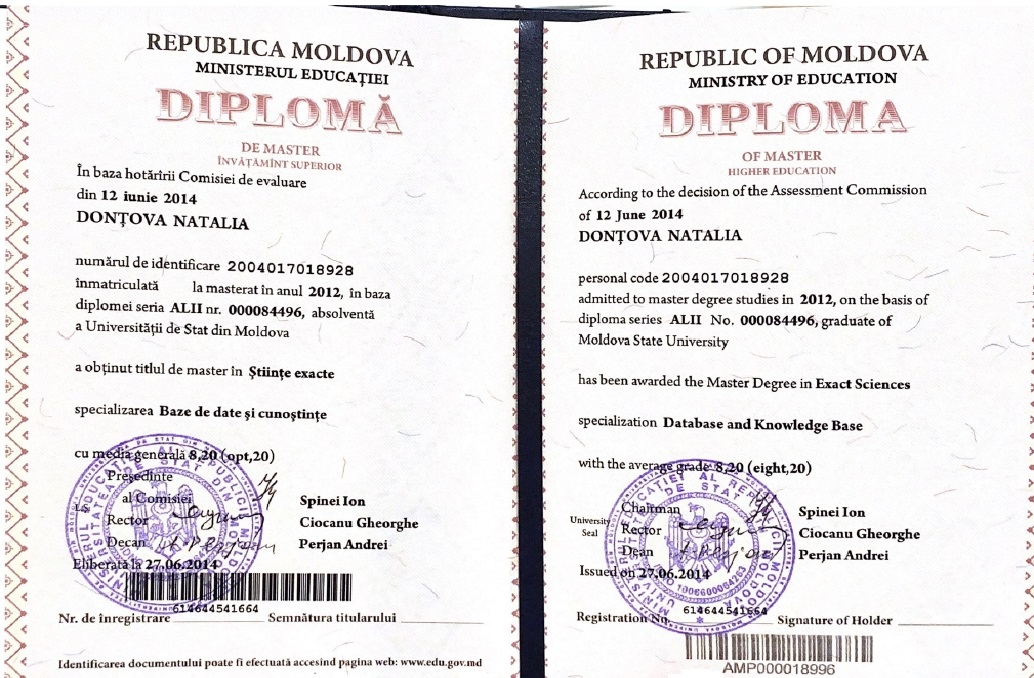 REPUBLICA MOLDOVA
MINISTERUL EDUCAȚIEI
DIPLOMĂ
DE MASTER
ÎNVĂȚĂMÎNT SUPERIOR
În baza hotărîrii Comisiei de evaluare
din 12 iunie 2014
DONȚOVA NATALIA
numărul de identificare 2004017018928
înmatriculată la masterat în anul 2012, în baza
diplomei seria ALII nr. 000084496, absolventă
a Universității de Stat din Moldova
a obținut titlul de master în Științe exacte
specializarea Baze de date și cunoștințe
cu media generală 8,20 (opt,20)
Președinte
al Comisiei Spinei Ion
Rector Ciocanu Gheorghe
Decan Perjan Andrei
Eliberată la 27.06.2014
614644541664
Nr. de înregistrare Semnătura titularului
Identificarea documentului poate fi efectuată accesind pagina web: www.edu.gov.md
REPUBLIC OF MOLDOVA
MINISTRY OF EDUCATION
DIPLOMA
OF MASTER
HIGHER EDUCATION
According to the decision of the Assessment Commission
of 12 June 2014
DONȚOVA NATALIA
personal code 2004017018928
admitted to master degree studies in 2012, on the basis of
diploma series ALII No. 000084496, graduate of
Moldova State University
has been awarded the Master Degree in Exact Sciences
specialization Database and Knowledge Base
with the average grade 8,20 (eight,20)
Chairman Spinei Ion
University
Seal
Rector Ciocanu Gheorghe
Dean Perjan Andrei
Issued on 27.06.2014
614644541664
Registration No. Signature of Holder
AMP000018996